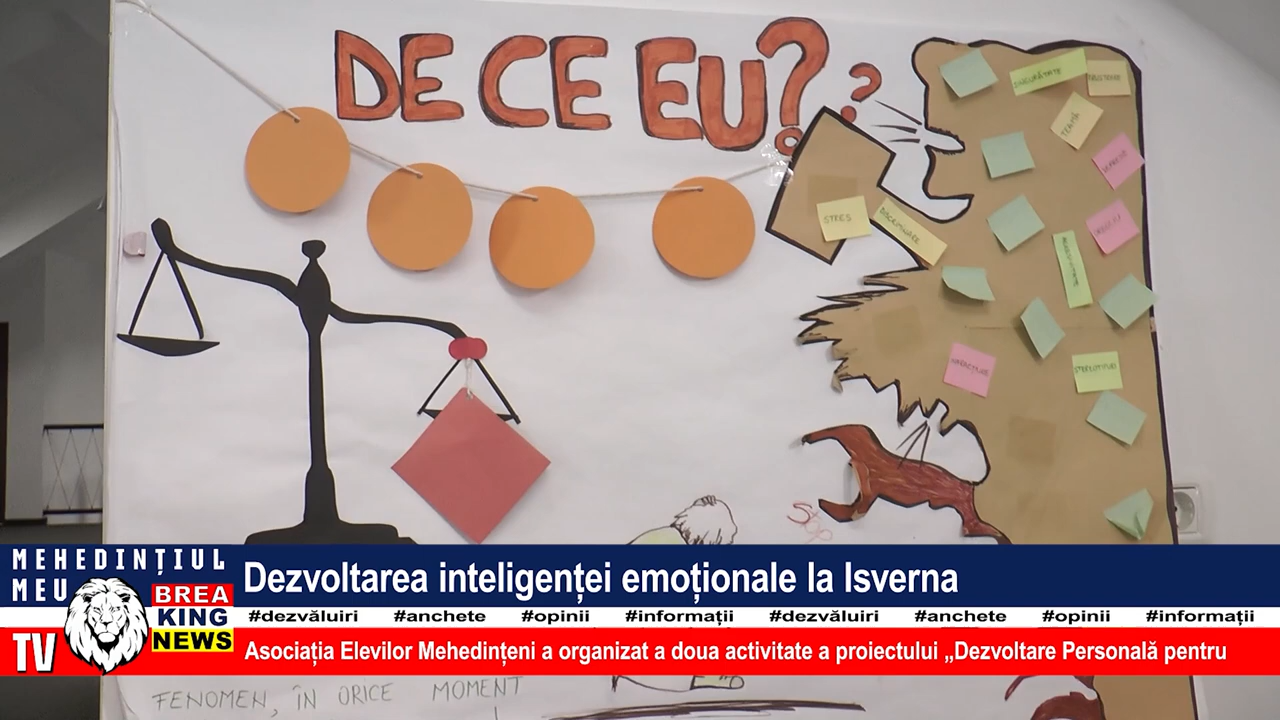 DE CE EU??
TEAMĂ
STRES
STEREOTIPURI
Stop
MEHEDINȚIUL
MEU
TV
BREA
KING
NEWS
Dezvoltarea inteligenței emoționale la Isverna
#dezvăluiri #anchete #opinii #informații #dezvăluiri #anchete #opinii #informații
Asociația Elevilor Mehedințeni a organizat a doua activitate a proiectului „Dezvoltare Personală pentru
FENOMEN, ÎN ORICE MOMENT